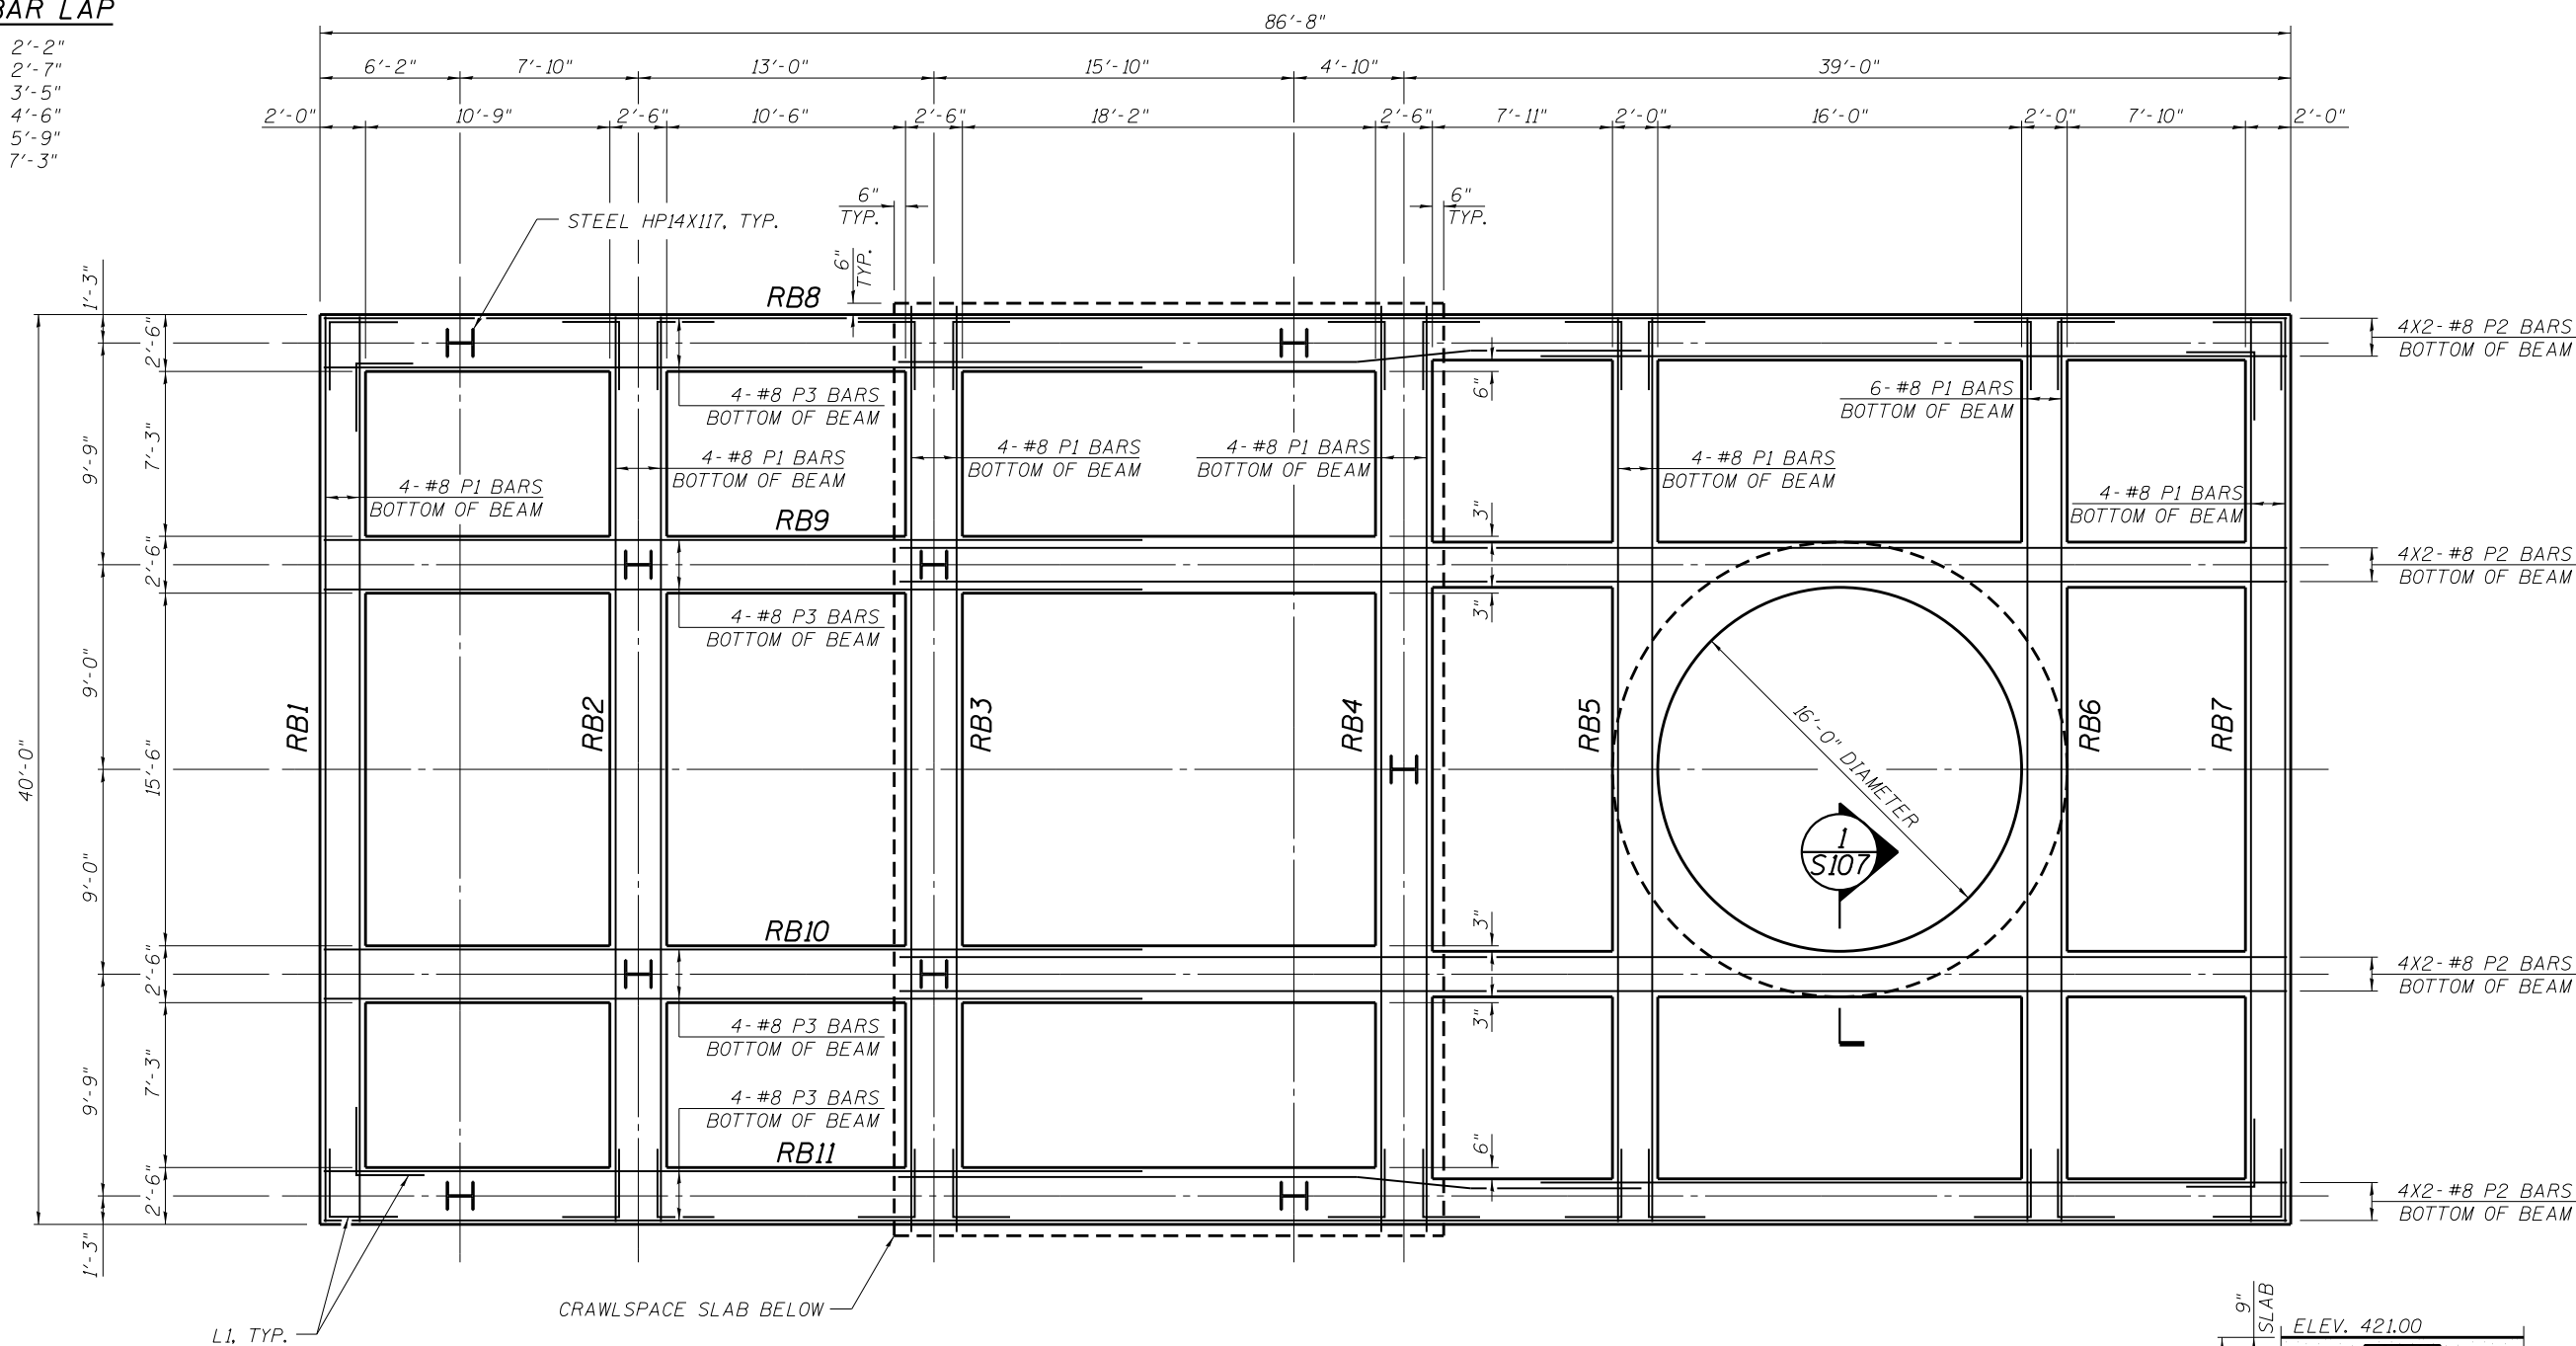 BAR LAP
2'-2"
2'-7"
3'-5"
4'-6"
5'-9"
7'-3"
86'-8"
6'-2" 7'-10" 13'-0" 15'-10" 4'-10" 39'-0"
2'-0" 10'-9" 2'-6" 10'-6" 2'-6" 18'-2" 2'-6" 7'-11" 2'-0" 16'-0" 2'-0" 7'-10" 2'-0"
6"
TYP.
6"
TYP.
6"
TYP.
STEEL HP14X117, TYP.
RB8
1'-3"
9'-9"
9'-0"
9'-0"
9'-9"
1'-3"
40'-0"
2'-6"
7'-3"
2'-6"
15'-6"
2'-6"
7'-3"
2'-6"
4X2-#8 P2 BARS
BOTTOM OF BEAM
4-#8 P3 BARS
BOTTOM OF BEAM
6"
6-#8 P1 BARS
BOTTOM OF BEAM
4-#8 P1 BARS
BOTTOM OF BEAM
4-#8 P1 BARS
BOTTOM OF BEAM
4-#8 P1 BARS
BOTTOM OF BEAM
4-#8 P1 BARS
BOTTOM OF BEAM
4-#8 P1 BARS
BOTTOM OF BEAM
4-#8 P1 BARS
BOTTOM OF BEAM
RB9
3"
4X2-#8 P2 BARS
BOTTOM OF BEAM
4-#8 P3 BARS
BOTTOM OF BEAM
3"
RB1
RB2
RB3
RB4
RB5
RB6
RB7
16'-0" DIAMETER
1
S107
RB10
3"
4X2-#8 P2 BARS
BOTTOM OF BEAM
4-#8 P3 BARS
BOTTOM OF BEAM
3"
4-#8 P3 BARS
BOTTOM OF BEAM
RB11
6"
4X2-#8 P2 BARS
BOTTOM OF BEAM
CRAWLSPACE SLAB BELOW
L1, TYP.
9"
SLAB
ELEV. 421.00